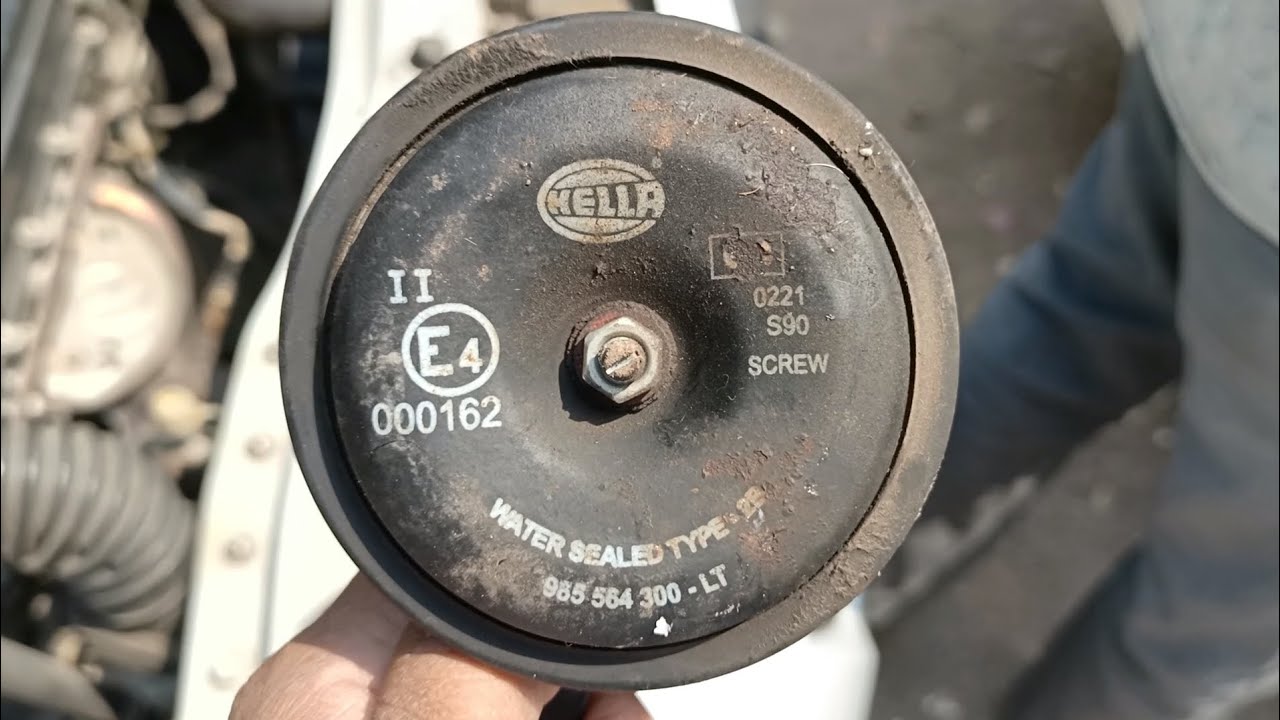 HELLA
II
E4
000162
0221
S90
SCREW
WATER SEALED TYPE
985 564 300 - LT